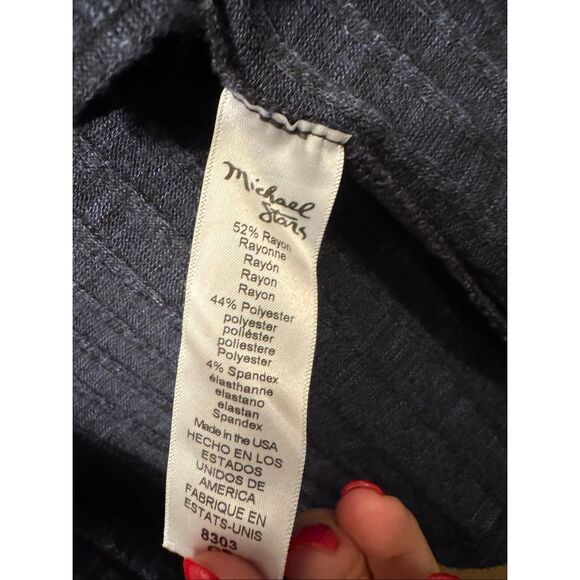 Michael
Stars
52% Rayon
Rayonne
Rayón
Rayon
Rayon
44% Polyester
polyester
poliéster
poliestere
Polyester
4% Spandex
élasthanne
elastano
elastan
Spandex
Made in the USA
HECHO EN LOS
ESTADOS
UNIDOS DE
AMERICA
FABRIQUE EN
ESTATS-UNIS
8303